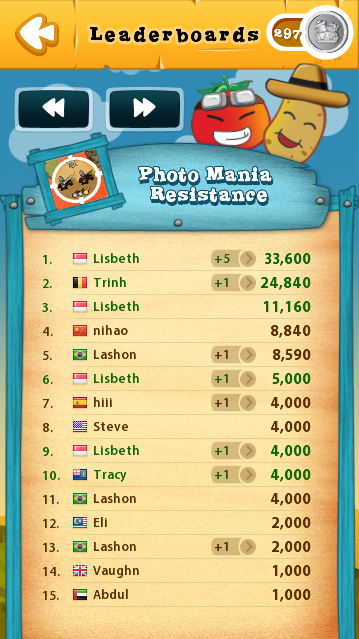 Leaderboards 297
Photo Mania
Resistance
1. Lisbeth +5 33,600
2. Trinh +1 24,840
3. Lisbeth 11,160
4. nihao 8,840
5. Lashon +1 8,590
6. Lisbeth +1 5,000
7. hiii +1 4,000
8. Steve 4,000
9. Lisbeth +1 4,000
10. Tracy +1 4,000
11. Lashon 4,000
12. Eli 2,000
13. Lashon +1 2,000
14. Vaughn 1,000
15. Abdul 1,000